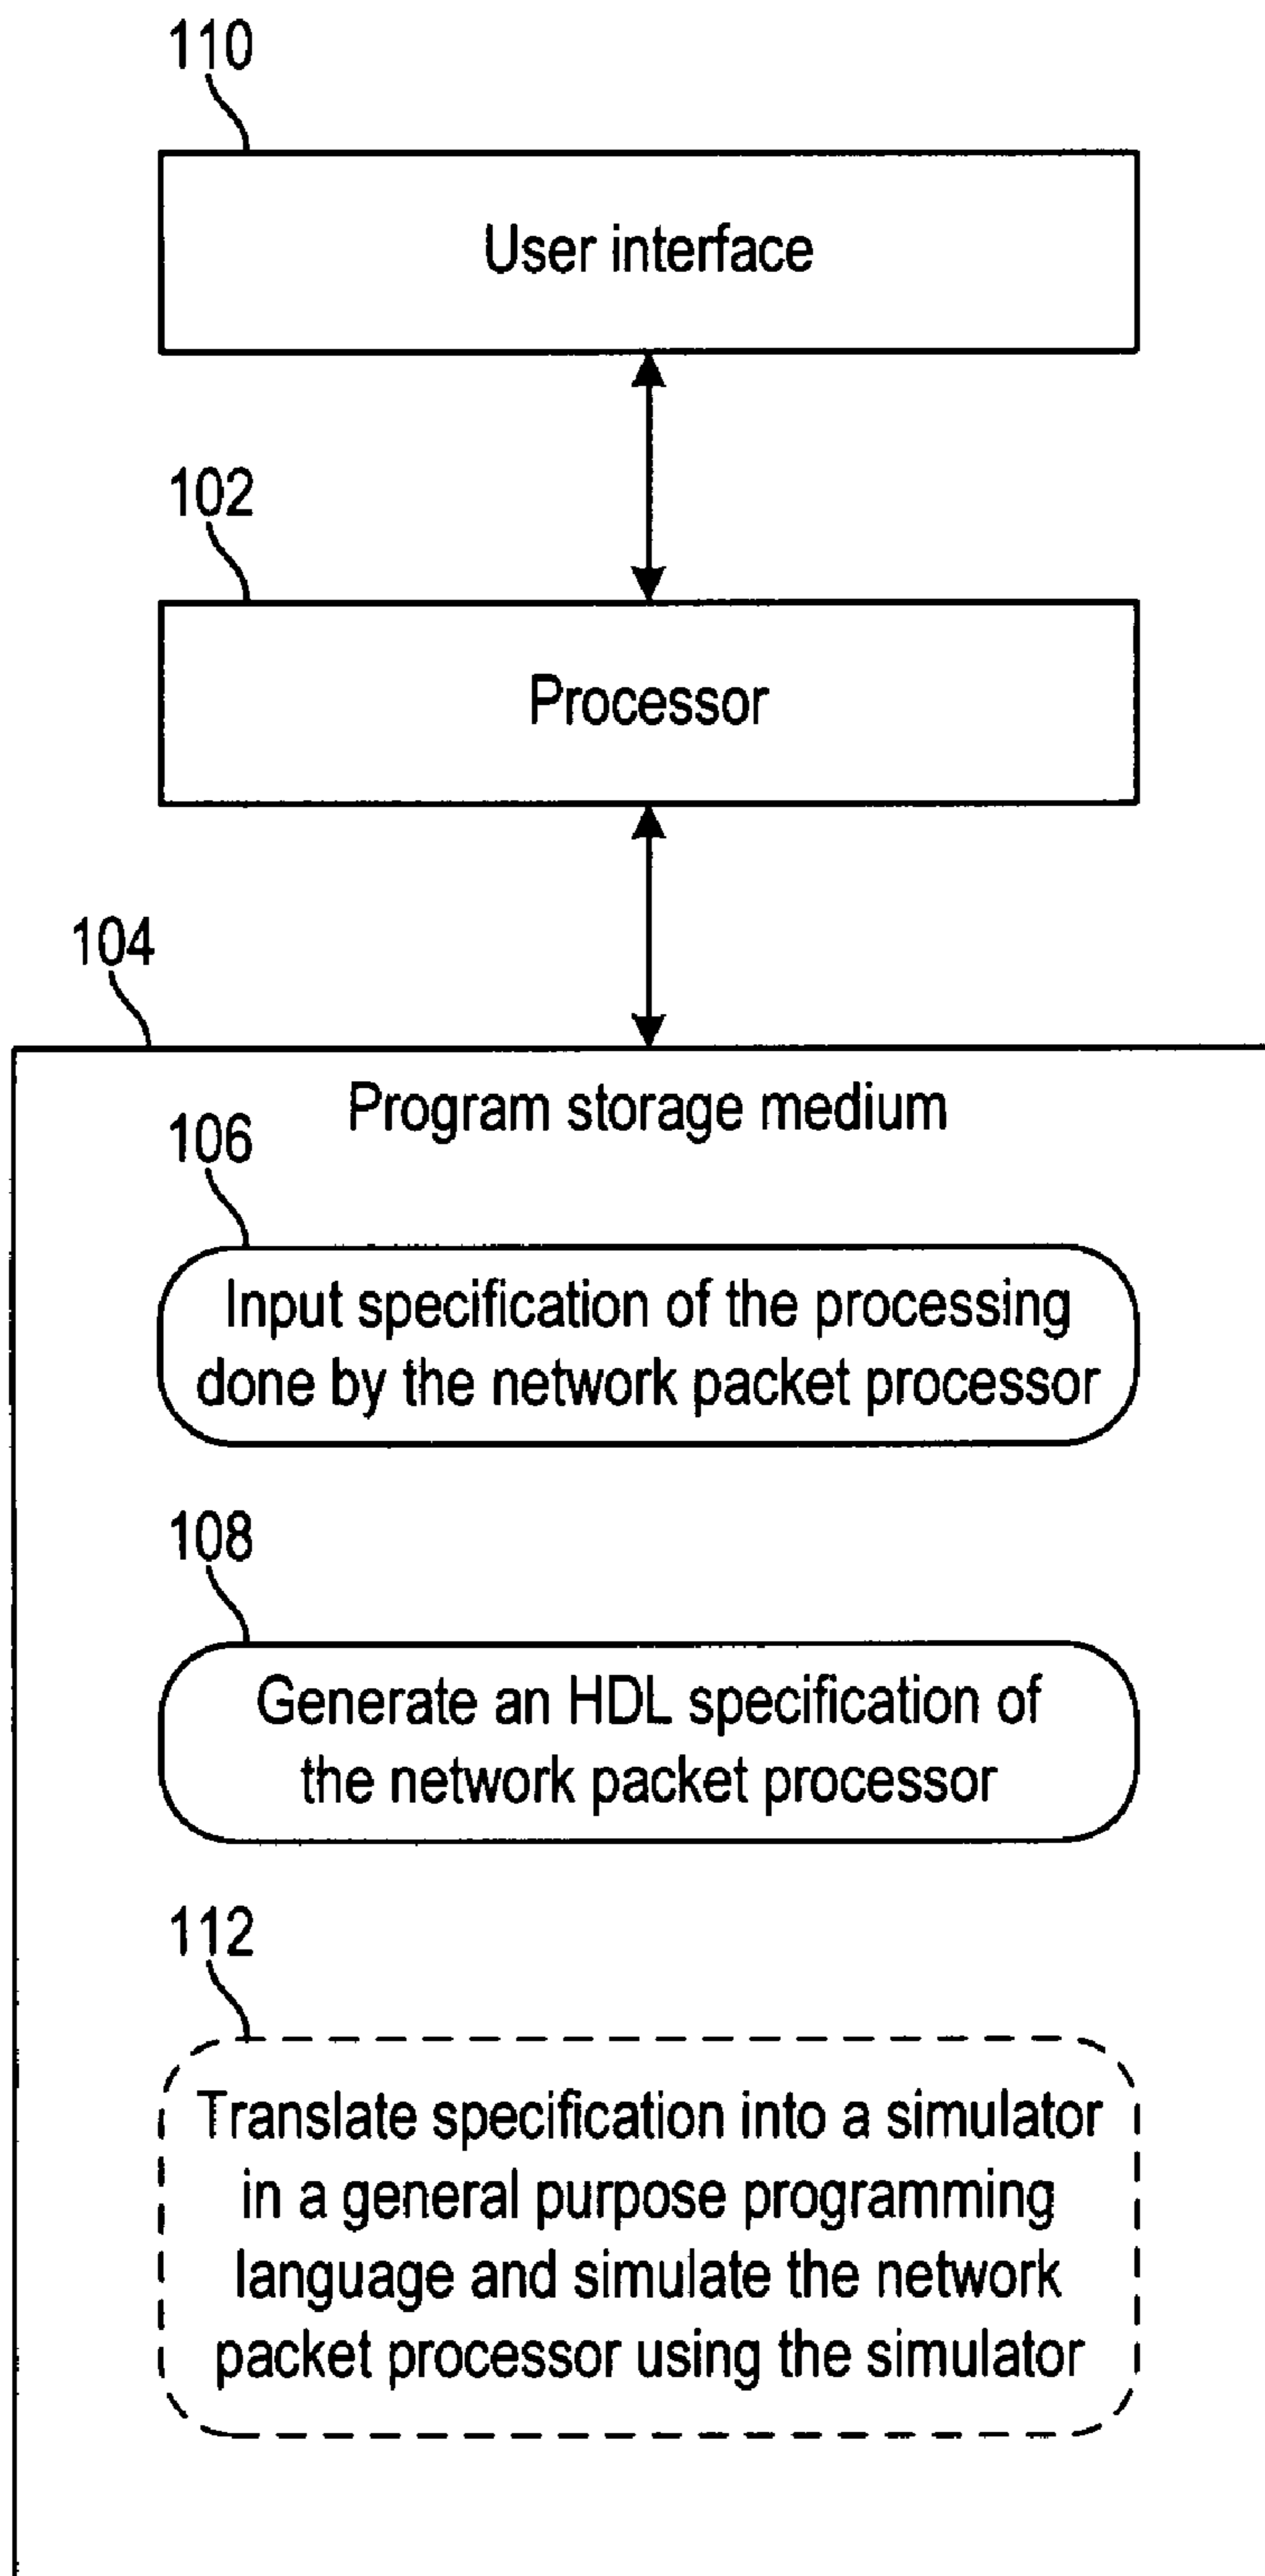 110
User interface
102
Processor
104
Program storage medium
106
Input specification of the processing
done by the network packet processor
108
Generate an HDL specification of
the network packet processor
112
Translate specification into a simulator
in a general purpose programming
language and simulate the network
packet processor using the simulator